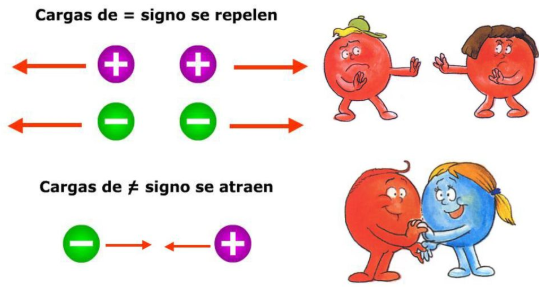 Cargas de = signo se repelen
+ +
− −
Cargas de ≠ signo se atraen
− +